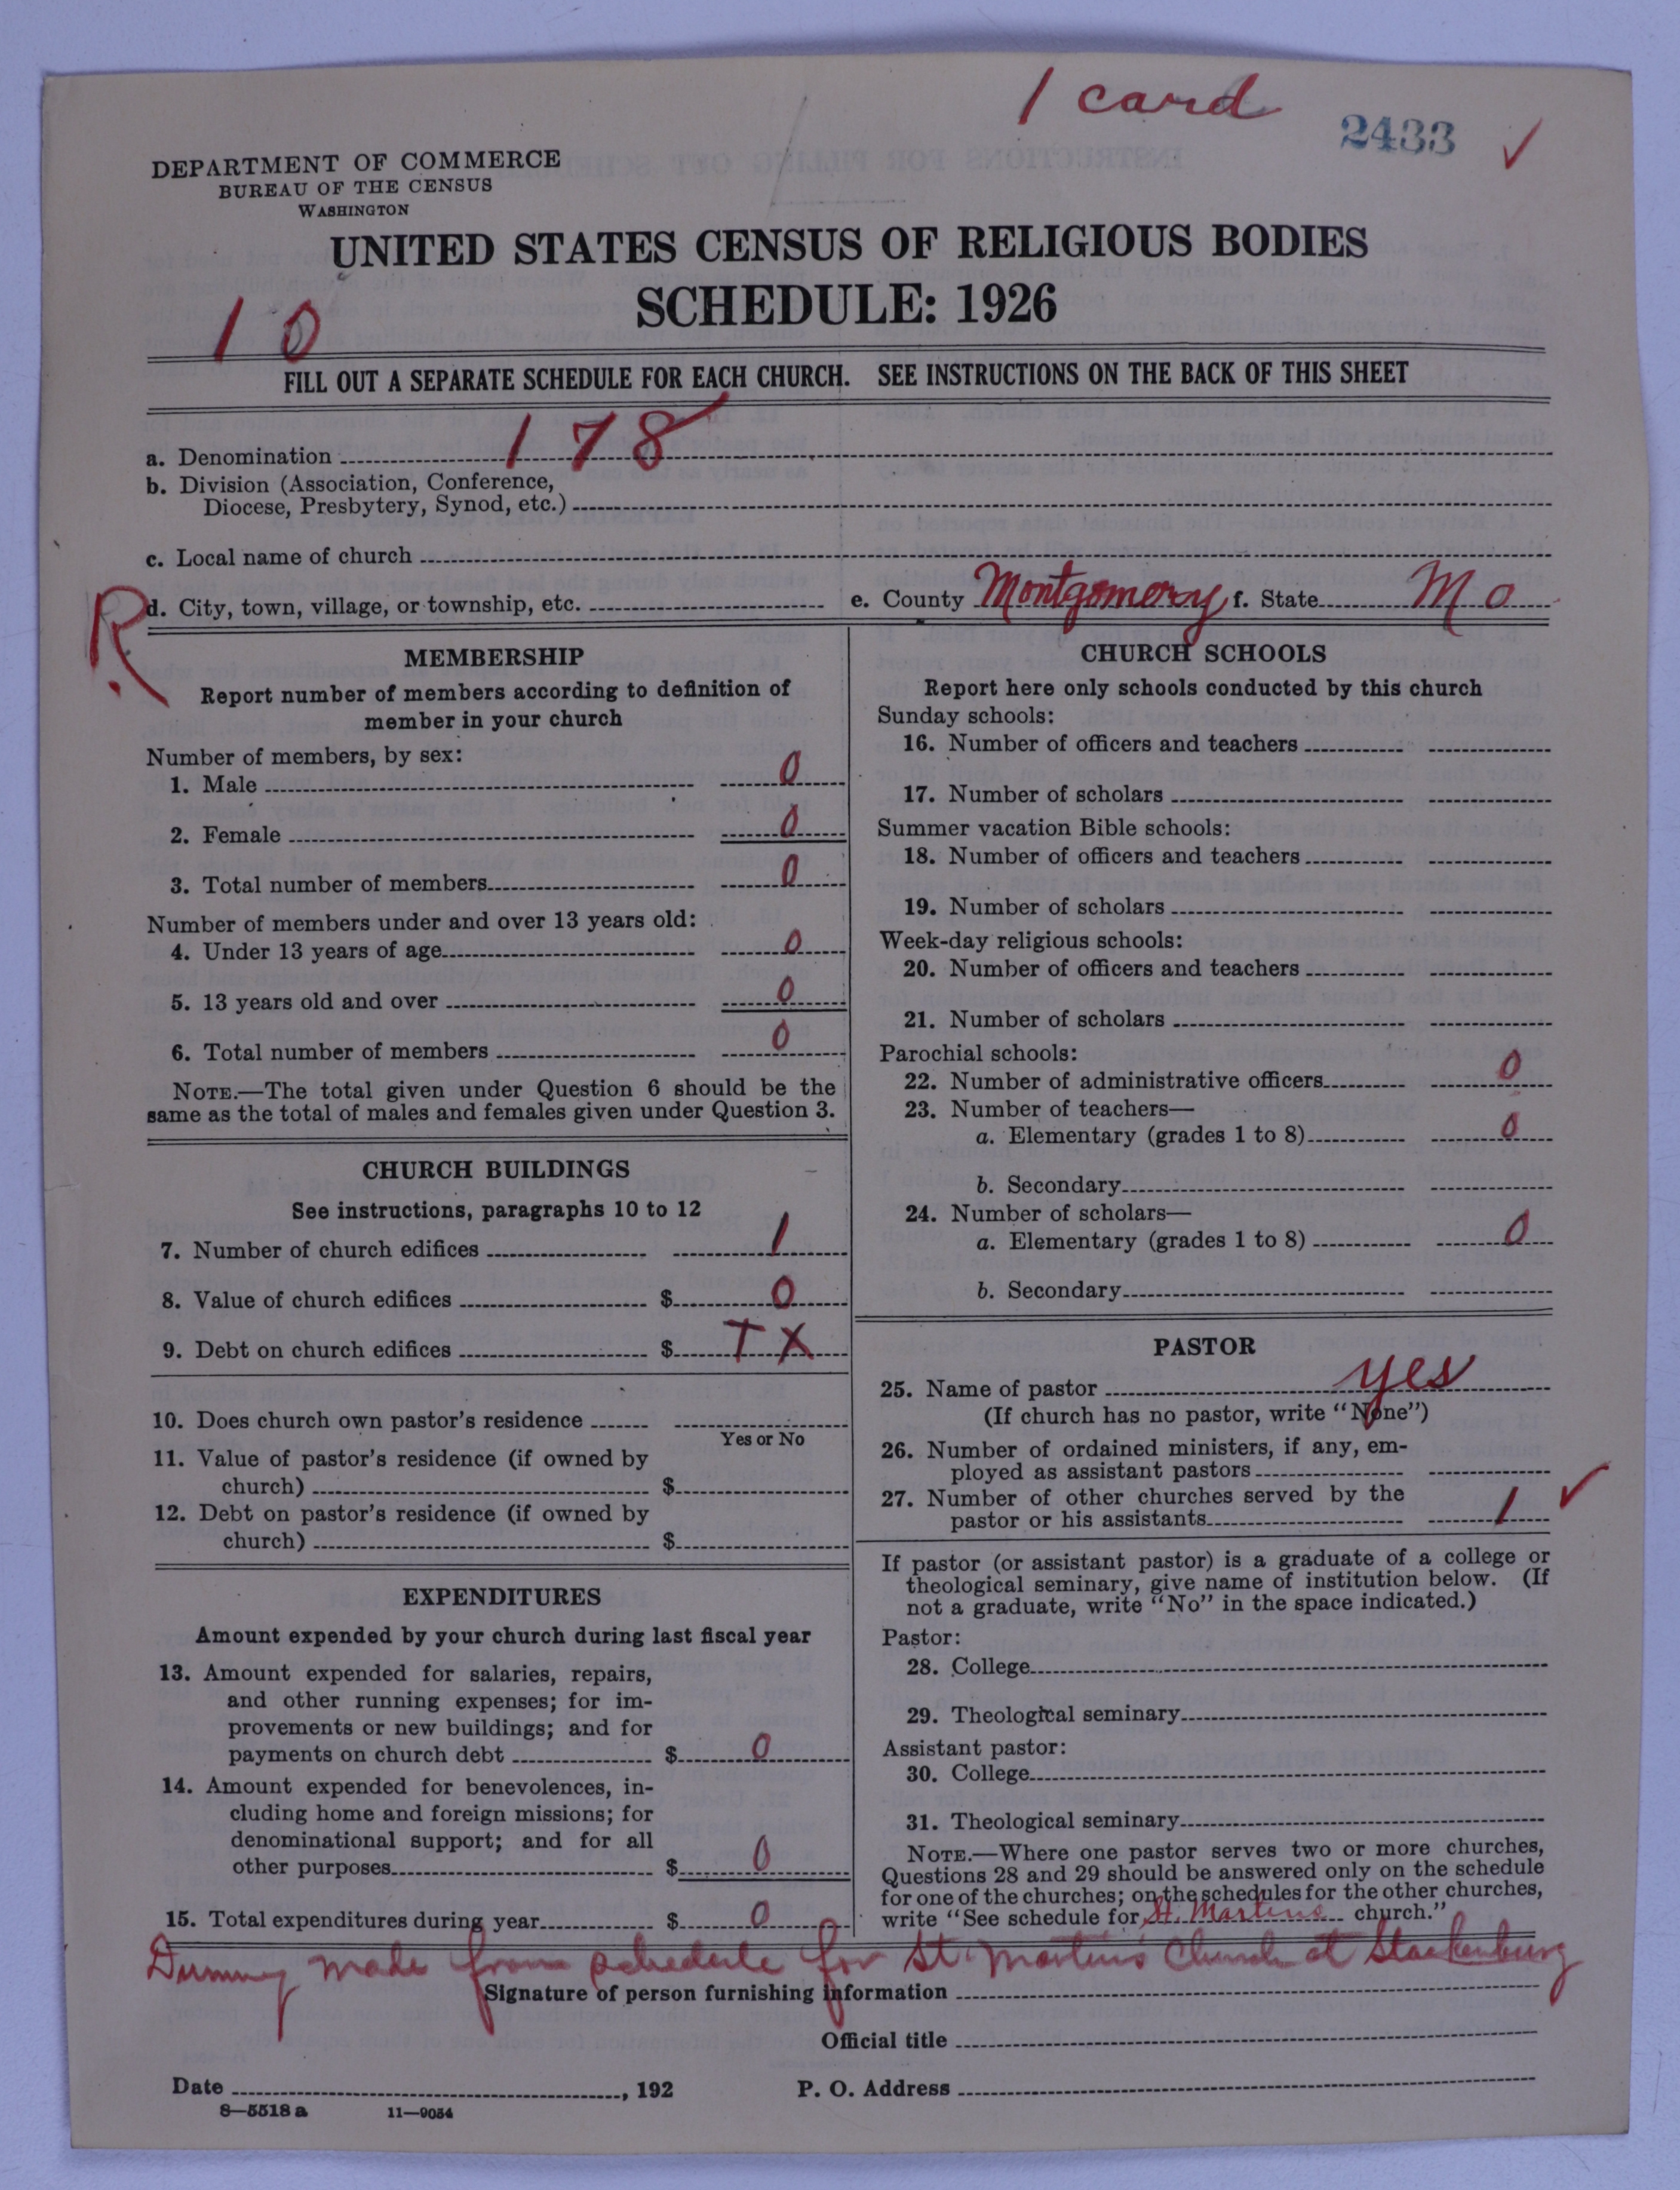 1 card
2433 ✓
DEPARTMENT OF COMMERCE
BUREAU OF THE CENSUS
WASHINGTON
UNITED STATES CENSUS OF RELIGIOUS BODIES
SCHEDULE: 1926
10
FILL OUT A SEPARATE SCHEDULE FOR EACH CHURCH. SEE INSTRUCTIONS ON THE BACK OF THIS SHEET
a. Denomination 178
b. Division (Association, Conference,
Diocese, Presbytery, Synod, etc.)
c. Local name of church
R
d. City, town, village, or township, etc. e. County Montgomery f. State Mo
MEMBERSHIP
Report number of members according to definition of
member in your church
Number of members, by sex:
1. Male 0
2. Female 0
3. Total number of members 0
Number of members under and over 13 years old:
4. Under 13 years of age 0
5. 13 years old and over 0
6. Total number of members 0
NOTE.—The total given under Question 6 should be the
same as the total of males and females given under Question 3.
CHURCH BUILDINGS
See instructions, paragraphs 10 to 12
7. Number of church edifices 1
8. Value of church edifices $ 0
9. Debt on church edifices $ TX
10. Does church own pastor's residence
Yes or No
11. Value of pastor's residence (if owned by
church) $
12. Debt on pastor's residence (if owned by
church) $
EXPENDITURES
Amount expended by your church during last fiscal year
13. Amount expended for salaries, repairs,
and other running expenses; for im-
provements or new buildings; and for
payments on church debt $ 0
14. Amount expended for benevolences, in-
cluding home and foreign missions; for
denominational support; and for all
other purposes $ 0
15. Total expenditures during year $ 0
CHURCH SCHOOLS
Report here only schools conducted by this church
Sunday schools:
16. Number of officers and teachers
17. Number of scholars
Summer vacation Bible schools:
18. Number of officers and teachers
19. Number of scholars
Week-day religious schools:
20. Number of officers and teachers
21. Number of scholars
Parochial schools:
22. Number of administrative officers 0
23. Number of teachers—
a. Elementary (grades 1 to 8) 0
b. Secondary
24. Number of scholars—
a. Elementary (grades 1 to 8) 0
b. Secondary
PASTOR
25. Name of pastor yes
(If church has no pastor, write "None")
26. Number of ordained ministers, if any, em-
ployed as assistant pastors
27. Number of other churches served by the
pastor or his assistants 1 ✓
If pastor (or assistant pastor) is a graduate of a college or
theological seminary, give name of institution below. (If
not a graduate, write "No" in the space indicated.)
Pastor:
28. College
29. Theological seminary
Assistant pastor:
30. College
31. Theological seminary
NOTE.—Where one pastor serves two or more churches,
Questions 28 and 29 should be answered only on the schedule
for one of the churches; on the schedules for the other churches,
write "See schedule for St. Martins church."
Dummy made from schedule for St. Martin's Church at Starkenburg
Signature of person furnishing information
Official title
Date , 192
P. O. Address
8—5518 a 11—9054